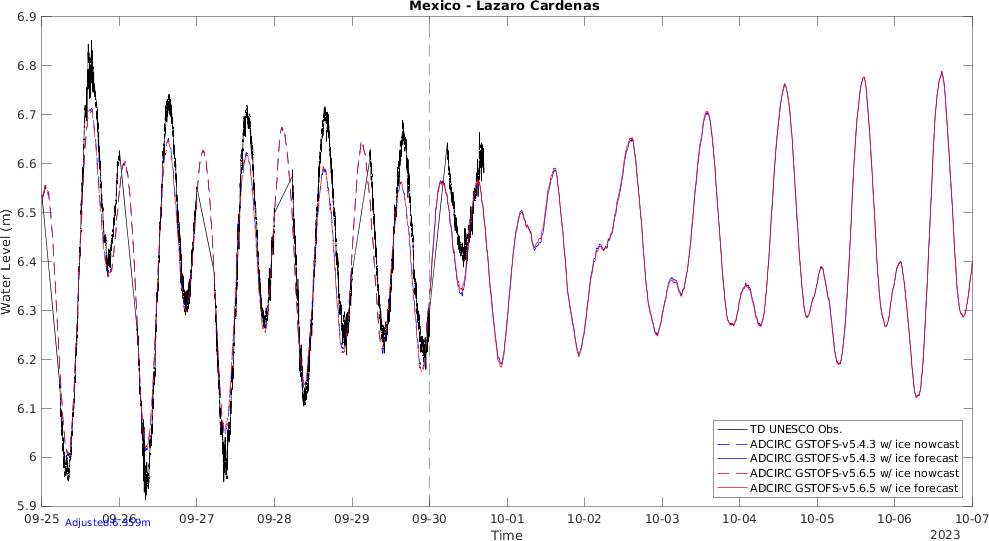 Mexico - Lazaro Cardenas
6.9
6.8
6.7
6.6
6.5
6.4
6.3
6.2
6.1
6
5.9
Water Level (m)
TD UNESCO Obs.
ADCIRC GSTOFS-v5.4.3 w/ ice nowcast
ADCIRC GSTOFS-v5.4.3 w/ ice forecast
ADCIRC GSTOFS-v5.6.5 w/ ice nowcast
ADCIRC GSTOFS-v5.6.5 w/ ice forecast
09-25 09-26 09-27 09-28 09-29 09-30 10-01 10-02 10-03 10-04 10-05 10-06 10-07
Adjusted:6.359m
Time
2023